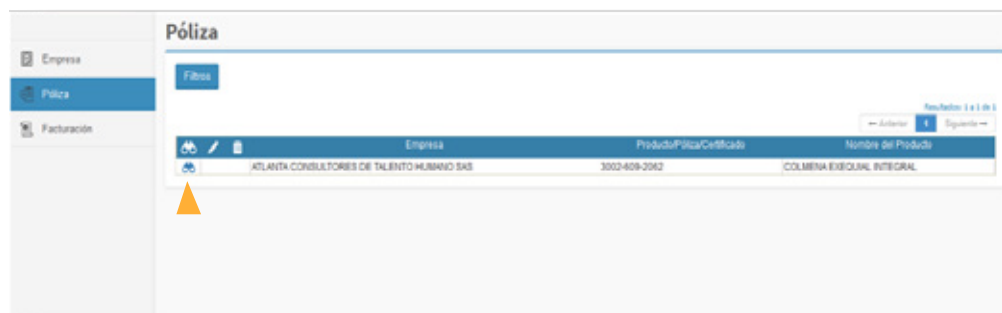 Póliza
Empresa
Póliza
Facturación
Filtros
Resultados: 1 a 1 de 1
← Anterior 1 Siguiente →
Empresa Producto/Póliza/Certificado Nombre del Producto
ATLANTA CONSULTORES DE TALENTO HUMANO SAS 3002-609-2062 COLMENA EXEQUIAL INTEGRAL